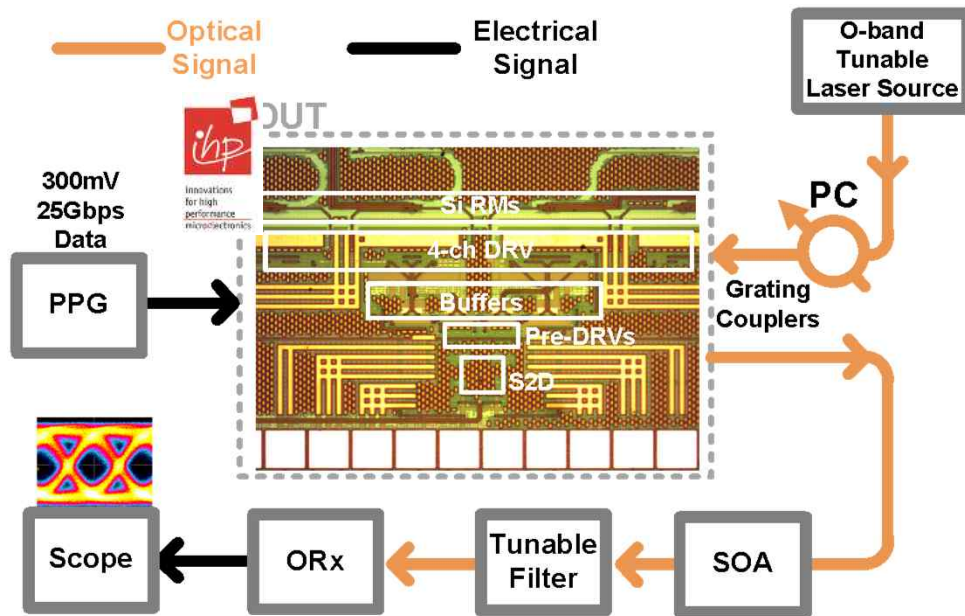 Optical
Signal
Electrical
Signal
O-band
Tunable
Laser Source
OUT
ihp
innovations
for high
performance
microelectronics
300mV
25Gbps
Data
PPG
Si RMs
4-ch DRV
Buffers
Pre-DRVs
S2D
PC
Grating
Couplers
Scope
ORx
Tunable
Filter
SOA